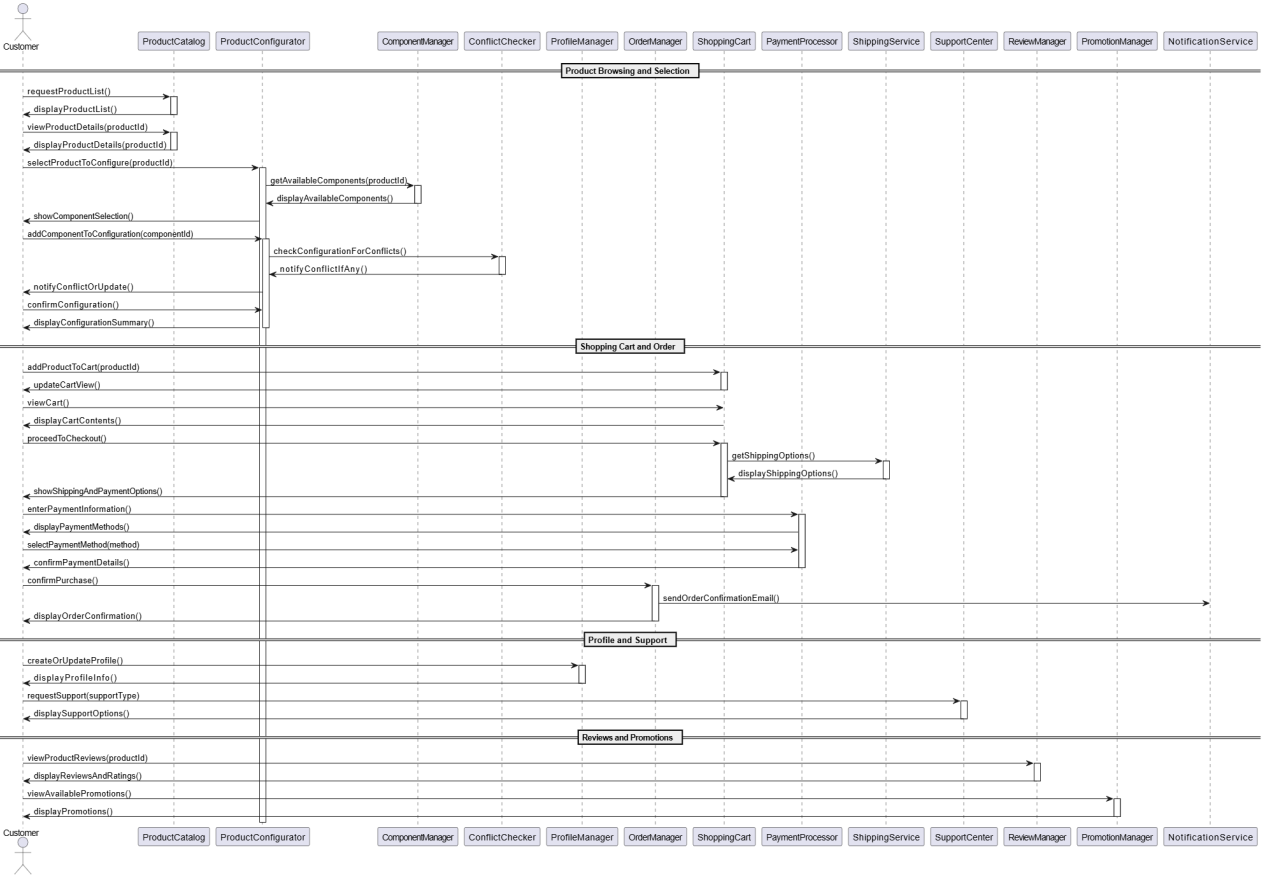 Customer
ProductCatalog ProductConfigurator ComponentManager ConflictChecker ProfileManager OrderManager ShoppingCart PaymentProcessor ShippingService SupportCenter ReviewManager PromotionManager NotificationService
Product Browsing and Selection
requestProductList()
displayProductList()
viewProductDetails(productId)
displayProductDetails(productId)
selectProductToConfigure(productId)
getAvailableComponents(productId)
displayAvailableComponents()
showComponentSelection()
addComponentToConfiguration(componentId)
checkConfigurationForConflicts()
notifyConflictIfAny()
notifyConflictOrUpdate()
confirmConfiguration()
displayConfigurationSummary()
Shopping Cart and Order
addProductToCart(productId)
updateCartView()
viewCart()
displayCartContents()
proceedToCheckout()
getShippingOptions()
displayShippingOptions()
showShippingAndPaymentOptions()
enterPaymentInformation()
displayPaymentMethods()
selectPaymentMethod(method)
confirmPaymentDetails()
confirmPurchase()
sendOrderConfirmationEmail()
displayOrderConfirmation()
Profile and Support
createOrUpdateProfile()
displayProfileInfo()
requestSupport(supportType)
displaySupportOptions()
Reviews and Promotions
viewProductReviews(productId)
displayReviewsAndRatings()
viewAvailablePromotions()
displayPromotions()
Customer
ProductCatalog ProductConfigurator ComponentManager ConflictChecker ProfileManager OrderManager ShoppingCart PaymentProcessor ShippingService SupportCenter ReviewManager PromotionManager NotificationService